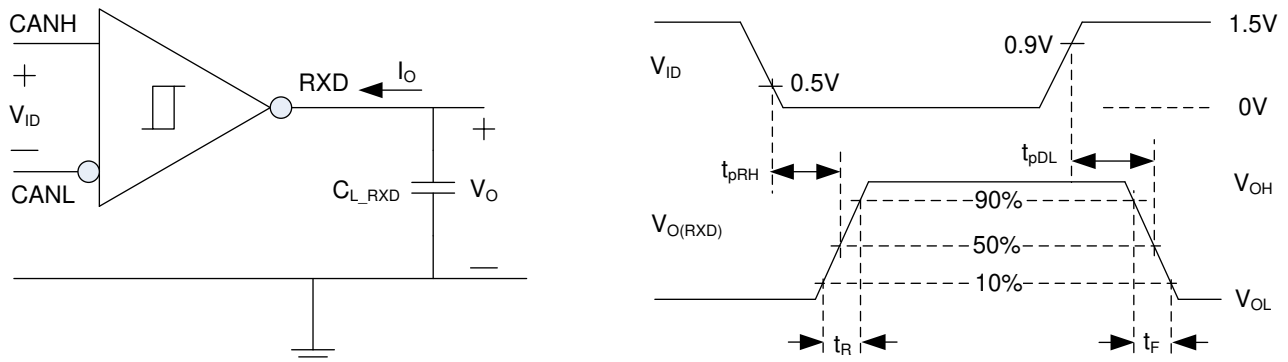 CANH
+
V_ID
—
CANL
RXD
I_O
+
C_L_RXD
V_O
—
V_ID
0.5V
0.9V
1.5V
0V
t_pRH
t_pDL
V_O(RXD)
V_OH
90%
50%
10%
V_OL
t_R
t_F